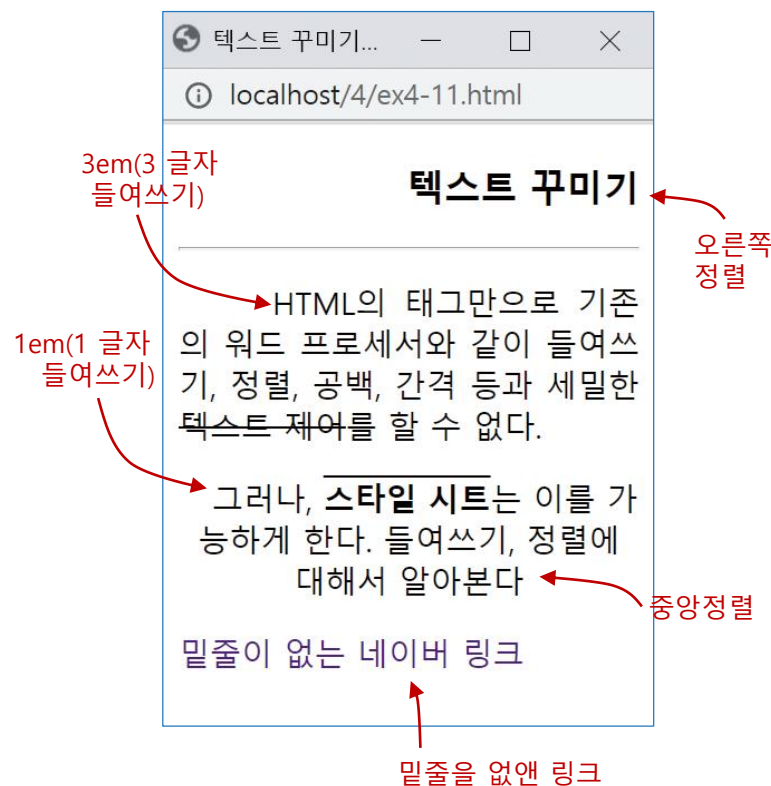 텍스트 꾸미기...
localhost/4/ex4-11.html
3em(3 글자
들여쓰기)
텍스트 꾸미기
오른쪽
정렬
HTML의 태그만으로 기존
의 워드 프로세서와 같이 들여쓰
1em(1 글자
들여쓰기)
기, 정렬, 공백, 간격 등과 세밀한
텍스트 제어를 할 수 없다.
그러나, 스타일 시트는 이를 가
능하게 한다. 들여쓰기, 정렬에
대해서 알아본다
중앙정렬
밑줄이 없는 네이버 링크
밑줄을 없앤 링크